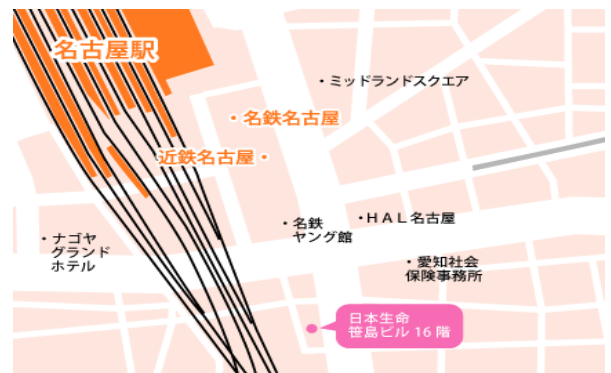 名古屋駅
・ミッドランドスクエア
・名鉄名古屋
近鉄名古屋・
・名鉄
ヤング館
・HAL名古屋
・ナゴヤ
グランド
ホテル
・愛知社会
保険事務所
日本生命
笹島ビル 16 階